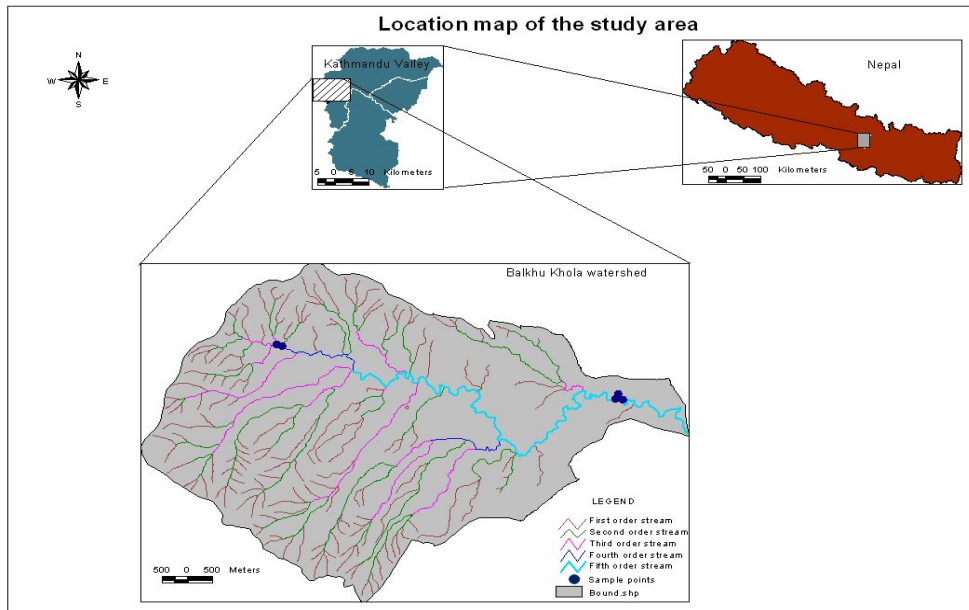 Location map of the study area
N
W E
S
Kathmandu Valley
5 0 5 10 Kilometers
Nepal
50 0 50 100 Kilometers
Balkhu Khola watershed
LEGEND
First order stream
Second order stream
Third order stream
Fourth order stream
Fifth order stream
Sample points
Bound.shp
500 0 500 Meters